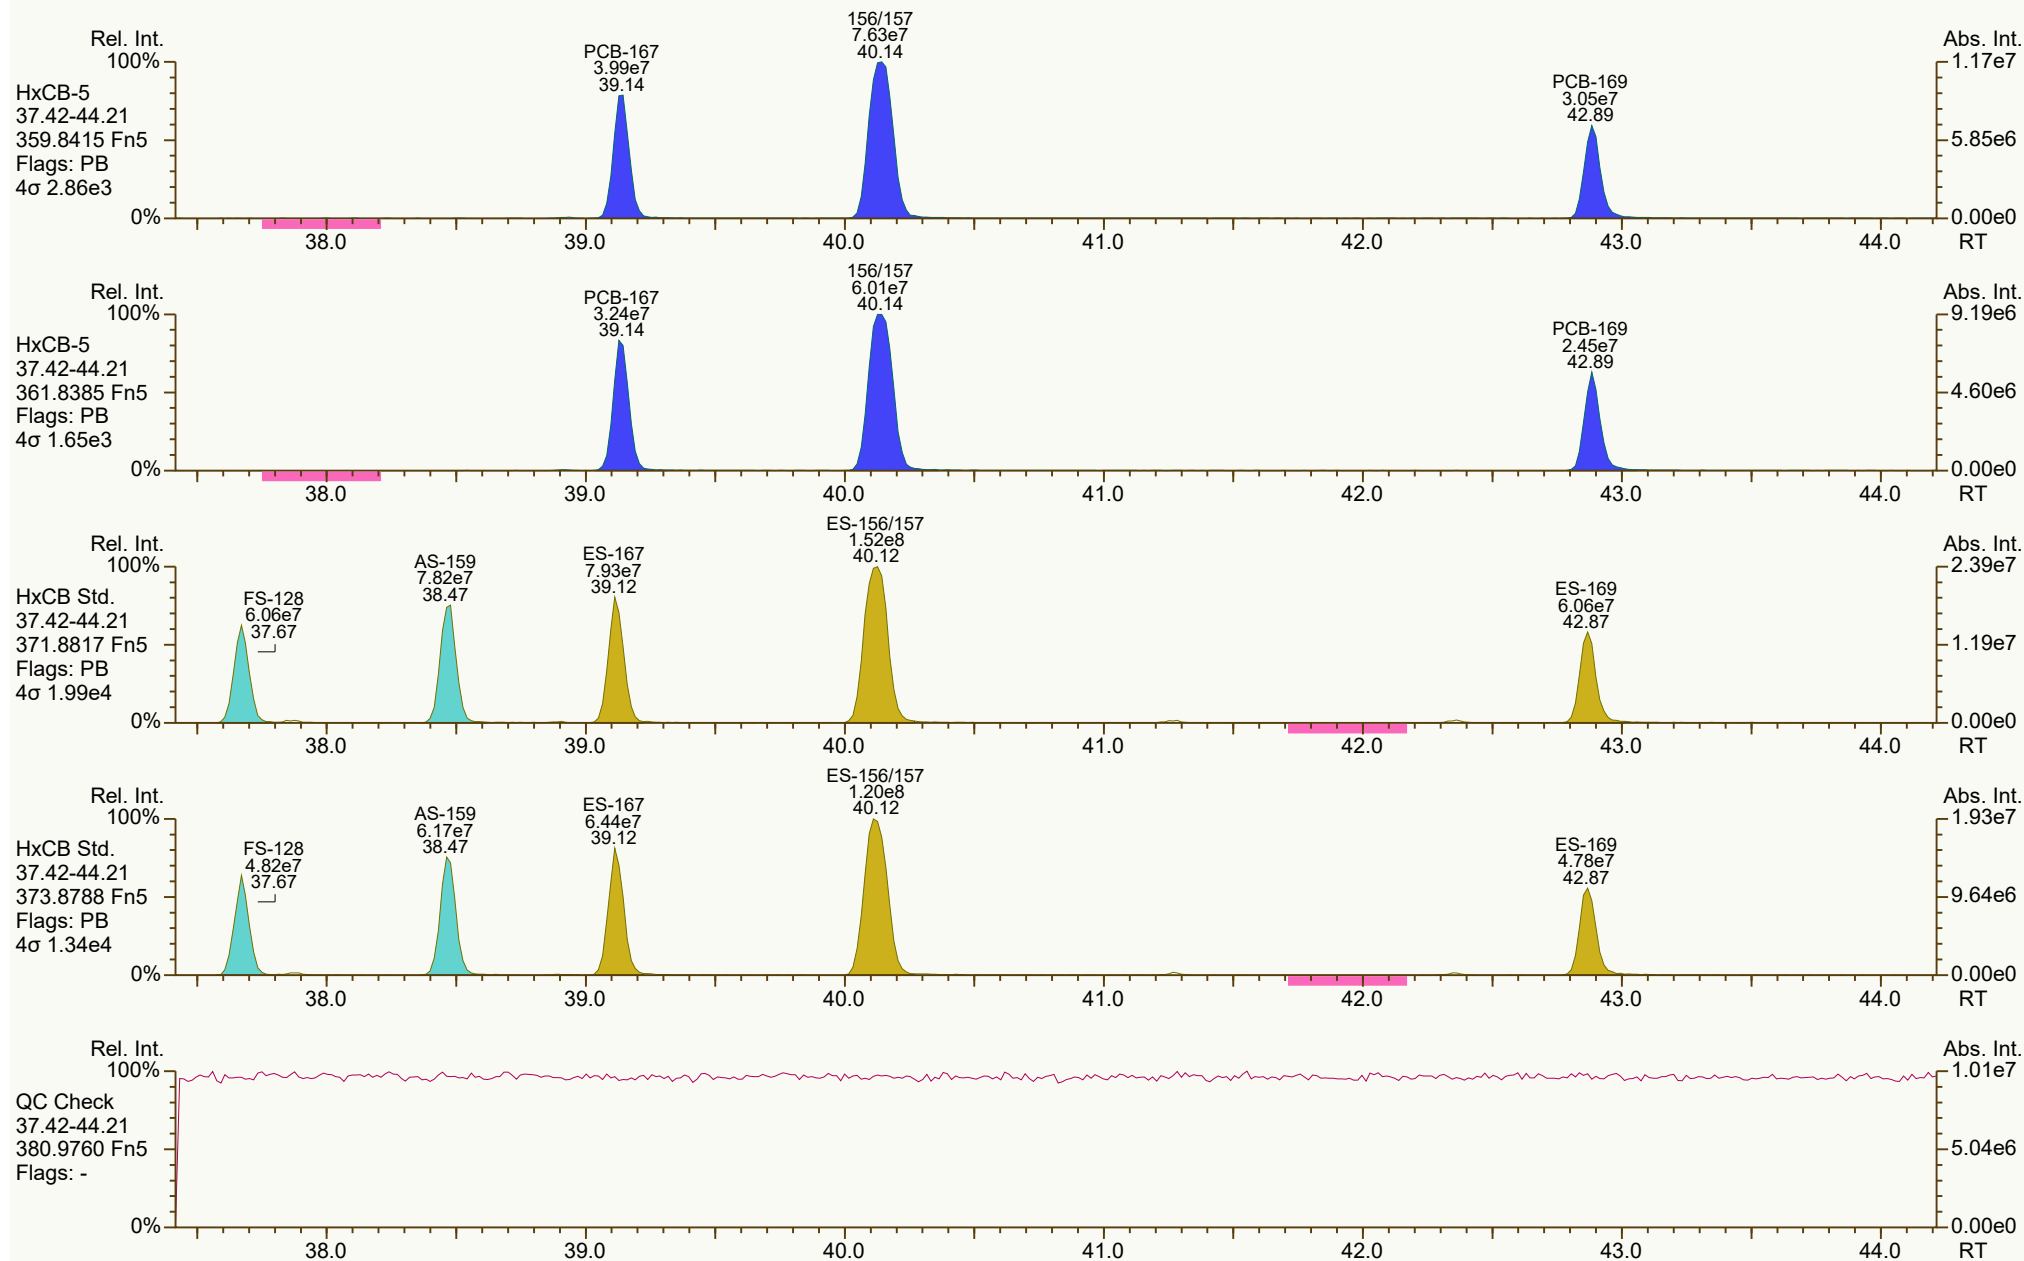 156/157
7.63e7
40.14
Rel. Int.
Abs. Int.
PCB-167
3.99e7
39.14
100%
1.17e7
PCB-169
3.05e7
42.89
HxCB-5
37.42-44.21
359.8415 Fn5
5.85e6
Flags: PB
4σ 2.86e3
0%
0.00e0
38.0 39.0 40.0 41.0 42.0 43.0 44.0 RT
156/157
6.01e7
40.14
Rel. Int.
Abs. Int.
PCB-167
3.24e7
39.14
100%
9.19e6
PCB-169
2.45e7
42.89
HxCB-5
37.42-44.21
361.8385 Fn5
4.60e6
Flags: PB
4σ 1.65e3
0%
0.00e0
38.0 39.0 40.0 41.0 42.0 43.0 44.0 RT
ES-156/157
1.52e8
40.12
Rel. Int.
Abs. Int.
ES-167
7.93e7
39.12
AS-159
7.82e7
38.47
100%
2.39e7
ES-169
6.06e7
42.87
FS-128
6.06e7
37.67
HxCB Std.
37.42-44.21
371.8817 Fn5
1.19e7
Flags: PB
4σ 1.99e4
0%
0.00e0
38.0 39.0 40.0 41.0 42.0 43.0 44.0 RT
ES-156/157
1.20e8
40.12
Rel. Int.
Abs. Int.
ES-167
6.44e7
39.12
AS-159
6.17e7
38.47
100%
1.93e7
ES-169
4.78e7
42.87
FS-128
4.82e7
37.67
HxCB Std.
37.42-44.21
373.8788 Fn5
9.64e6
Flags: PB
4σ 1.34e4
0%
0.00e0
38.0 39.0 40.0 41.0 42.0 43.0 44.0 RT
Rel. Int.
Abs. Int.
100%
1.01e7
QC Check
37.42-44.21
380.9760 Fn5
5.04e6
Flags: -
0%
0.00e0
38.0 39.0 40.0 41.0 42.0 43.0 44.0 RT